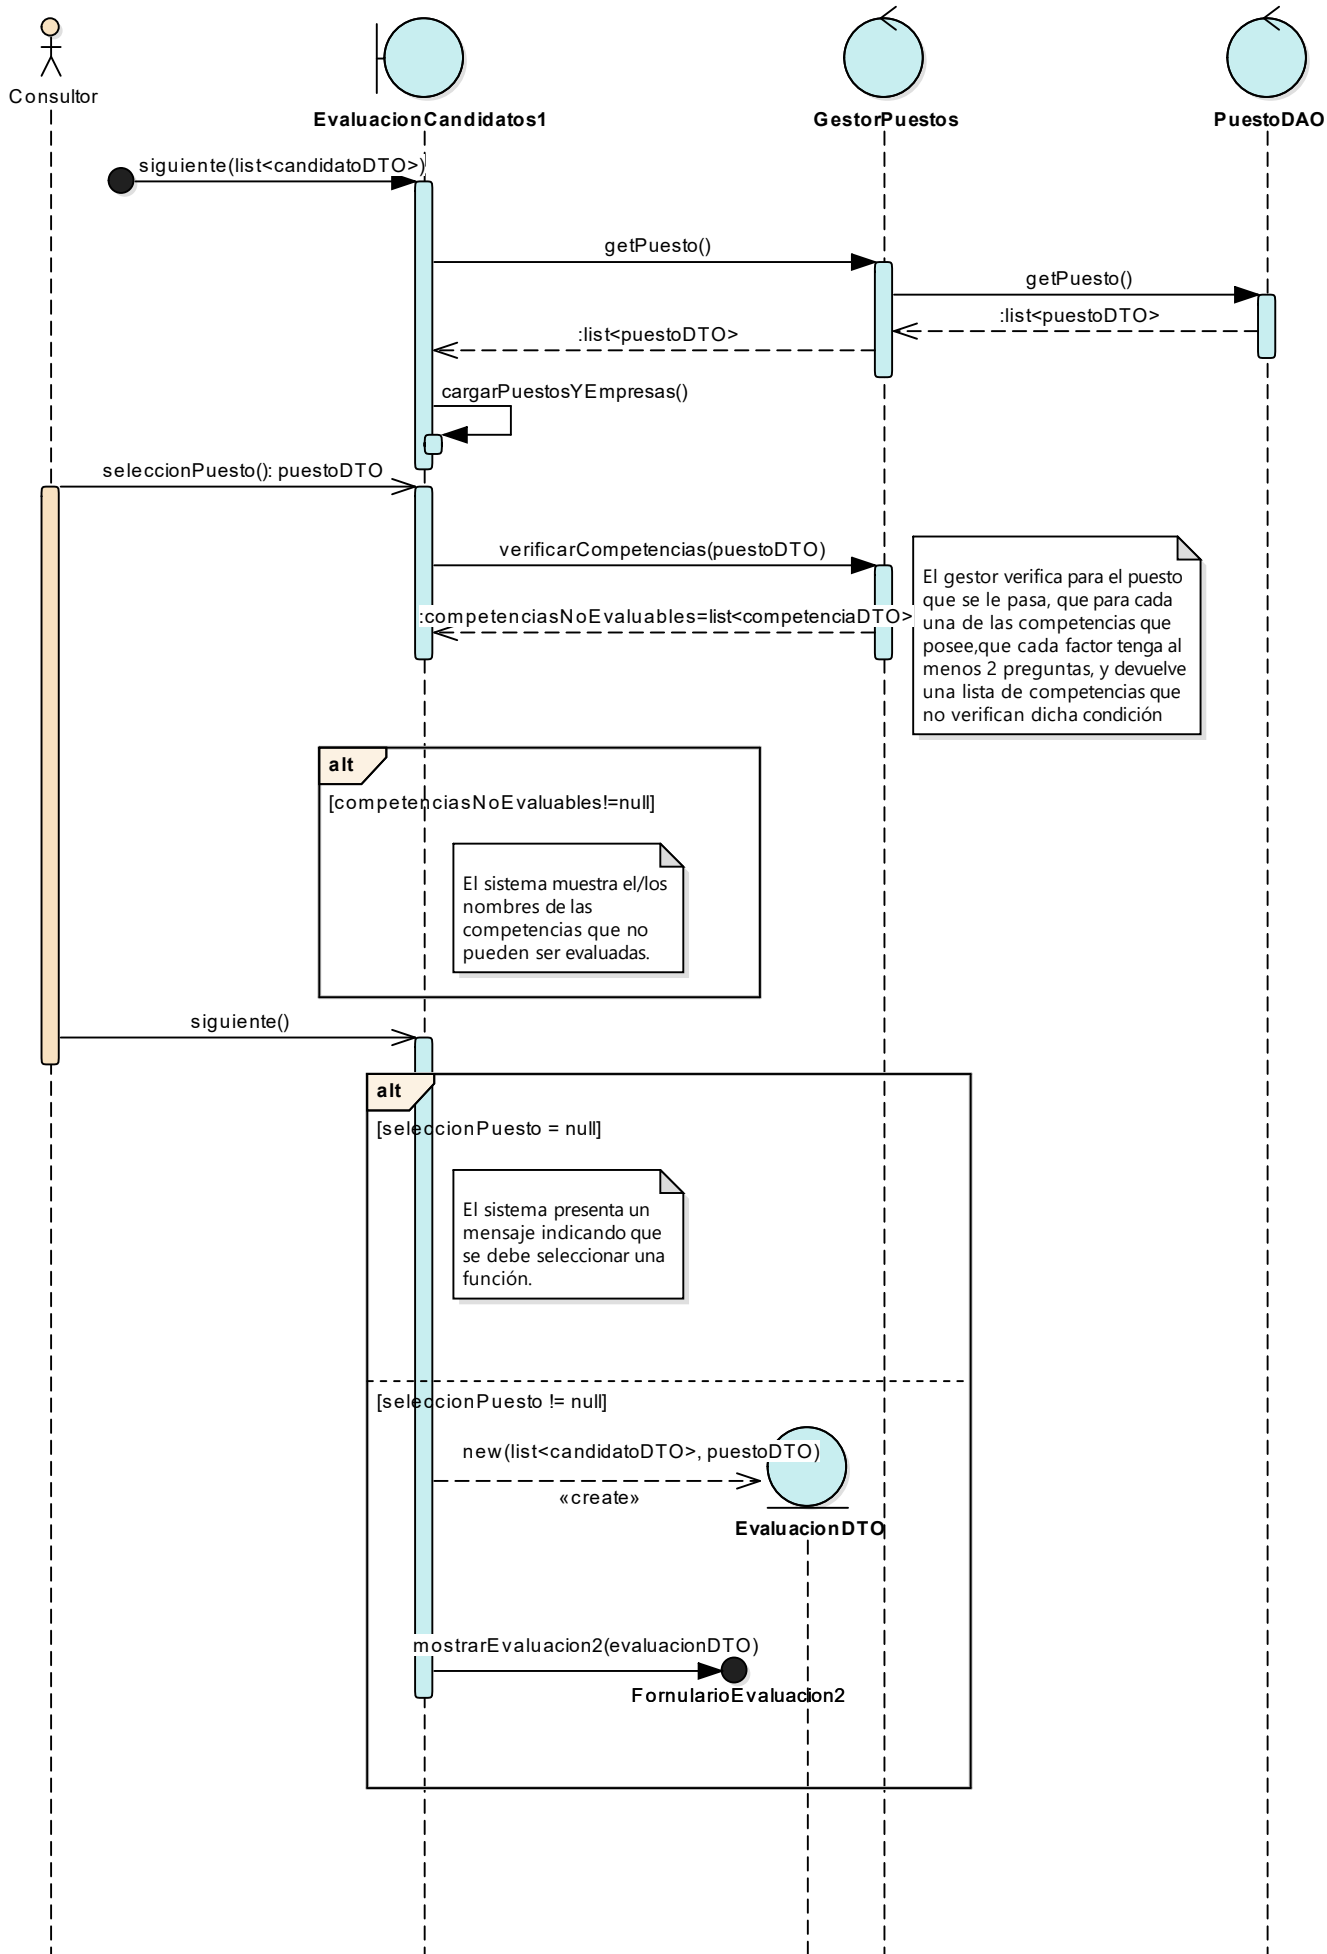 Consultor
EvaluacionCandidatos1
GestorPuestos
PuestoDAO
siguiente(list<candidatoDTO>)
getPuesto()
getPuesto()
:list<puestoDTO>
:list<puestoDTO>
cargarPuestosYEmpresas()
seleccionPuesto(): puestoDTO
verificarCompetencias(puestoDTO)
:competenciasNoEvaluables=list<competenciaDTO>
El gestor verifica para el puesto
que se le pasa, que para cada
una de las competencias que
posee,que cada factor tenga al
menos 2 preguntas, y devuelve
una lista de competencias que
no verifican dicha condición
alt
[competenciasNoEvaluables!=null]
El sistema muestra el/los
nombres de las
competencias que no
pueden ser evaluadas.
siguiente()
alt
[seleccionPuesto = null]
El sistema presenta un
mensaje indicando que
se debe seleccionar una
función.
[seleccionPuesto != null]
new(list<candidatoDTO>, puestoDTO)
«create»
EvaluacionDTO
mostrarEvaluacion2(evaluacionDTO)
FornularioEvaluacion2